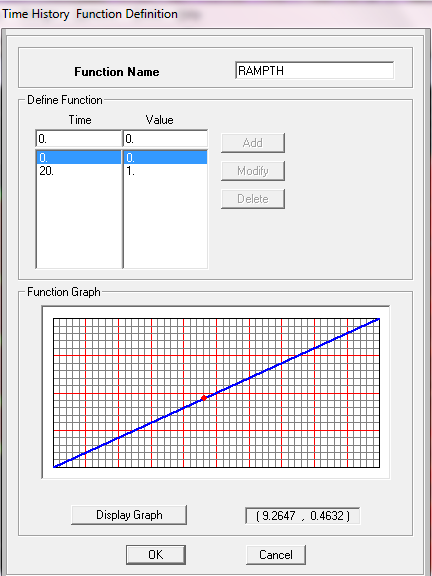 Time History Function Definition
Function Name
RAMPTH
Define Function
Time Value
0. 0.
0. 0.
20. 1.
Add
Modify
Delete
Function Graph
Display Graph
( 9.2647 , 0.4632 )
OK
Cancel